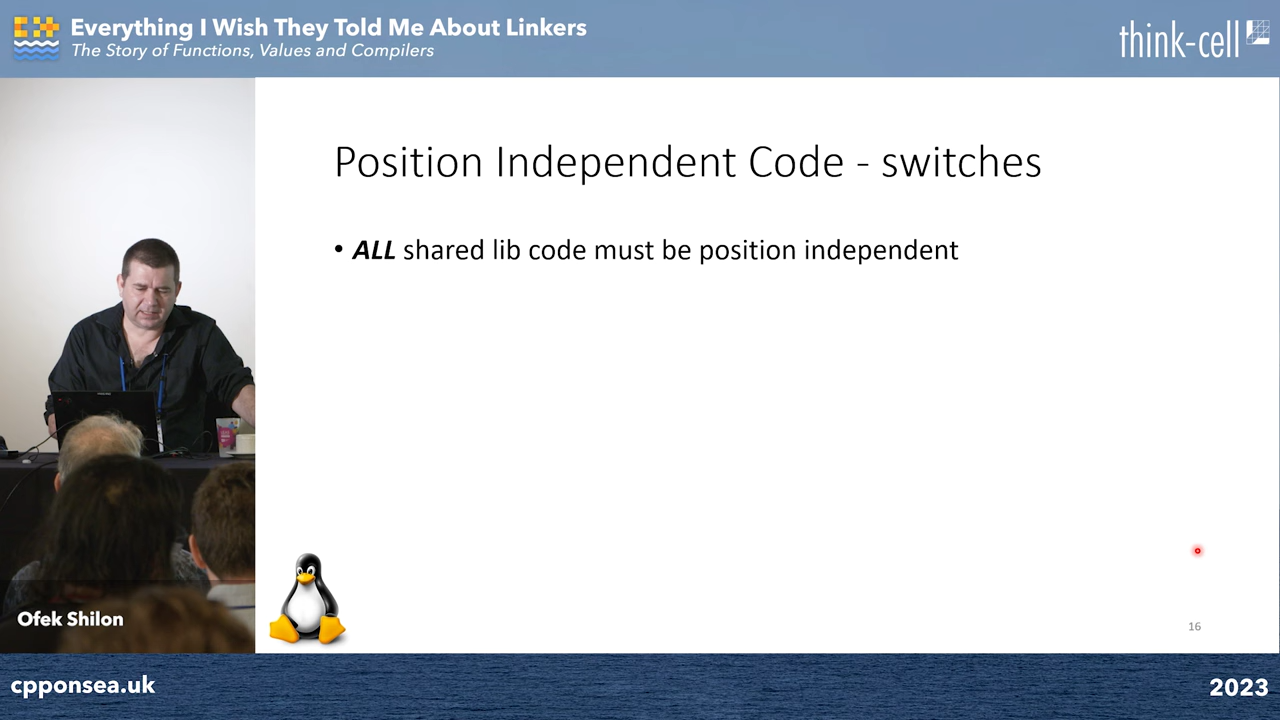 Everything I Wish They Told Me About Linkers
The Story of Functions, Values and Compilers
think-cell
Position Independent Code - switches
• ALL shared lib code must be position independent
Ofek Shilon
16
cpponsea.uk
2023